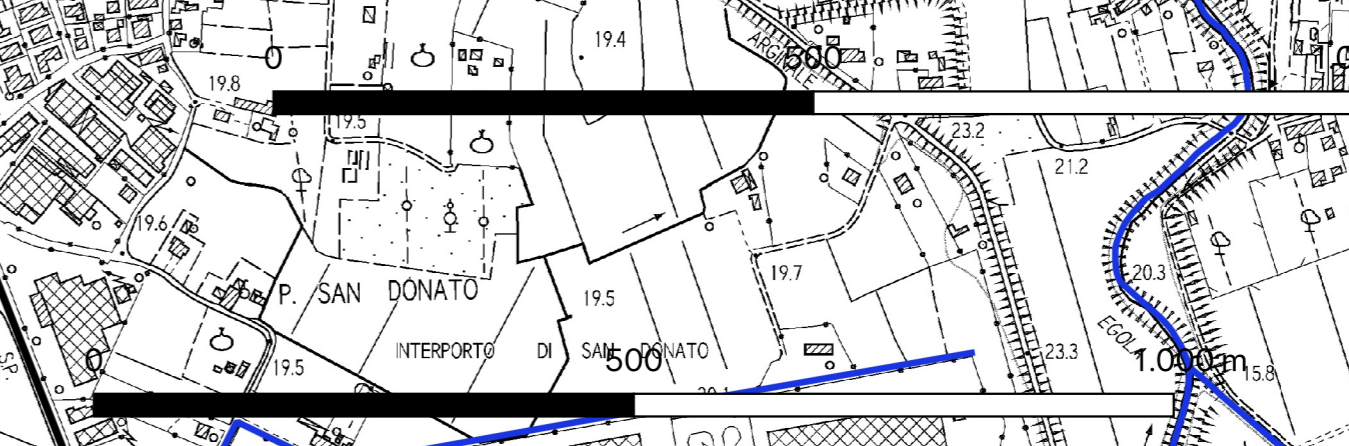 19.4
ARGINALE
0
500
19.8
19.5
23.2
21.2
19.6
19.7
20.3
P. SAN DONATO
19.5
EGOLA
INTERPORTO DI SAN DONATO
SP.
19.5
23.3
15.8
0
500
1.000 m
20.1